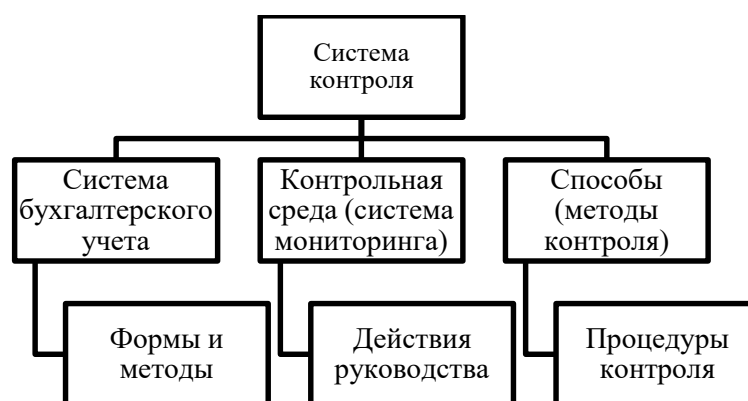 Система
контроля
Система
бухгалтерского
учета
Контрольная
среда (система
мониторинга)
Способы
(методы
контроля)
Формы и
методы
Действия
руководства
Процедуры
контроля